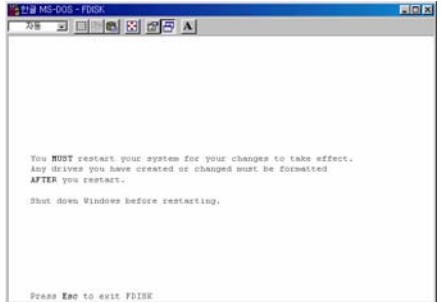 한글 MS-DOS - FDISK
자동
A
You MUST restart your system for your changes to take effect.
Any drives you have created or changed must be formatted
AFTER you restart.
Shut down Windows before restarting.
Press Esc to exit FDISK